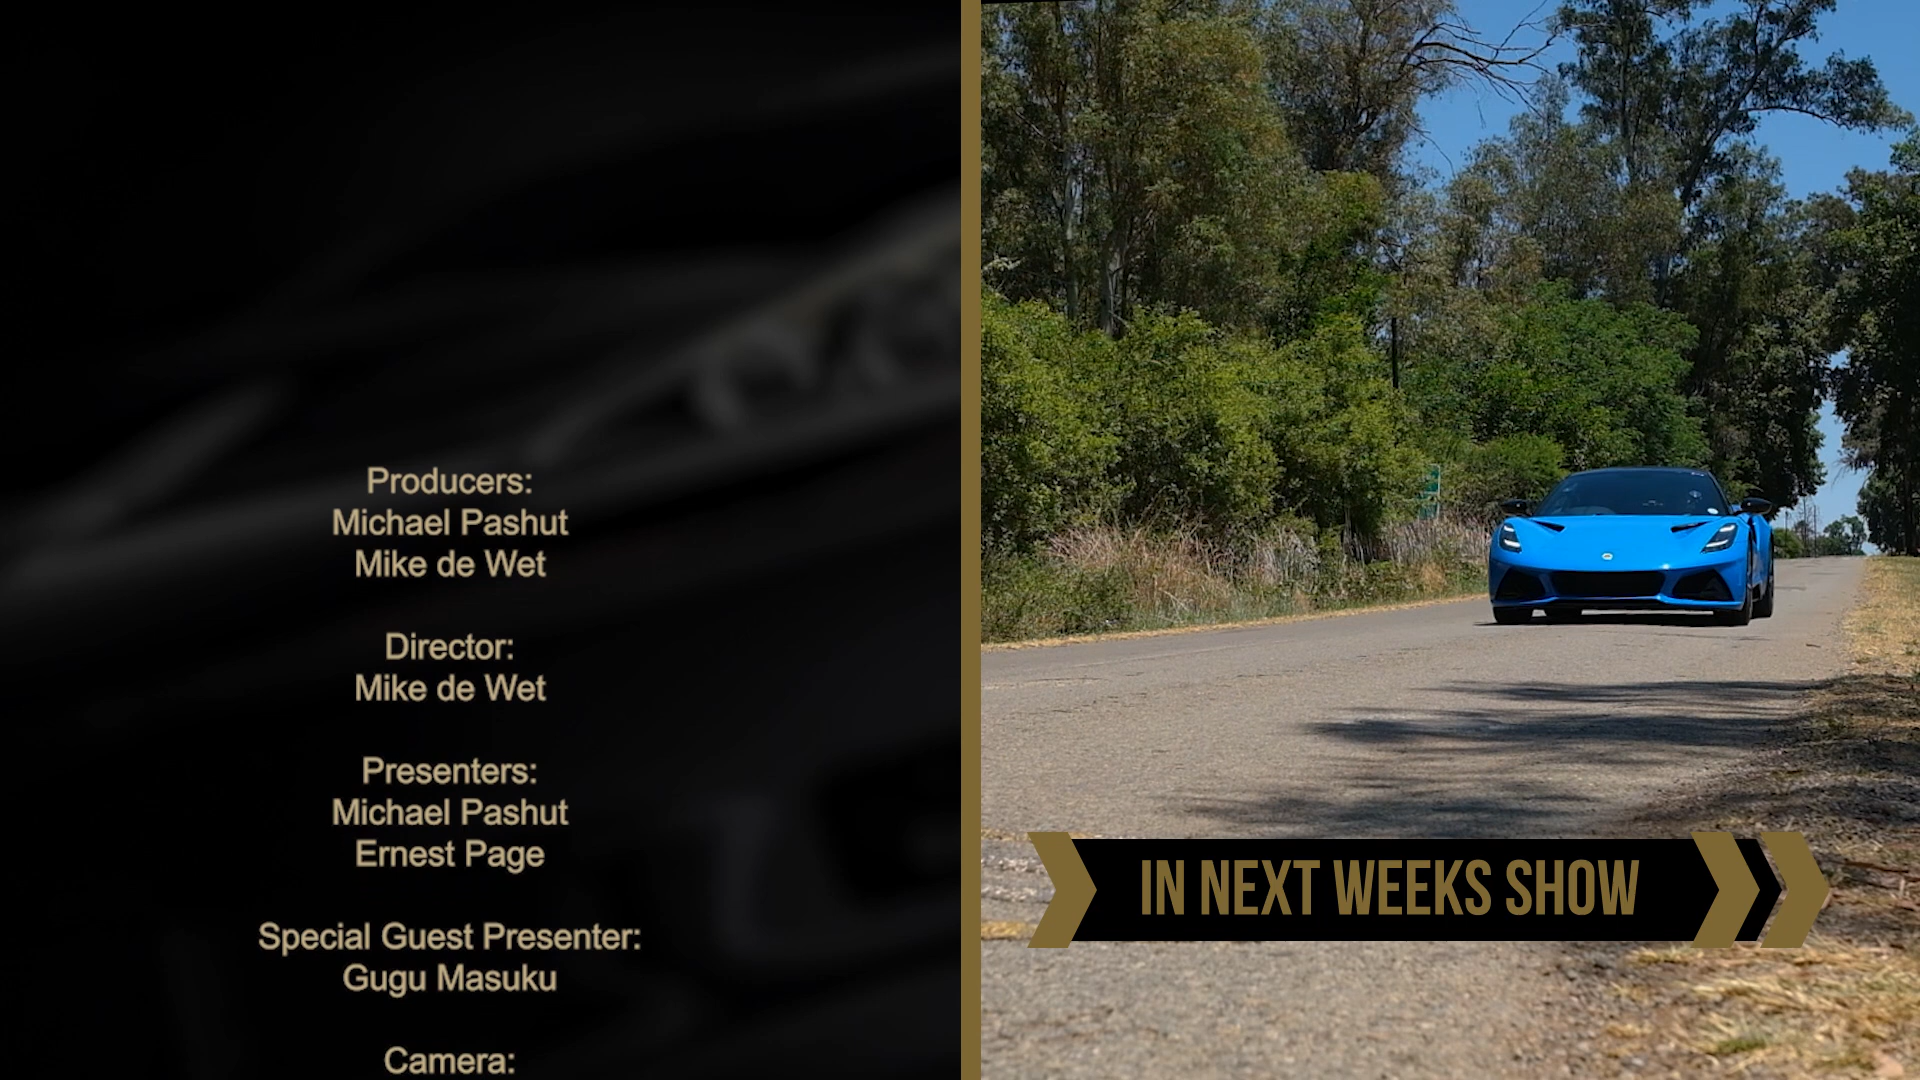 Producers:
Michael Pashut
Mike de Wet
Director:
Mike de Wet
Presenters:
Michael Pashut
Ernest Page
Special Guest Presenter:
Gugu Masuku
Camera:
IN NEXT WEEKS SHOW